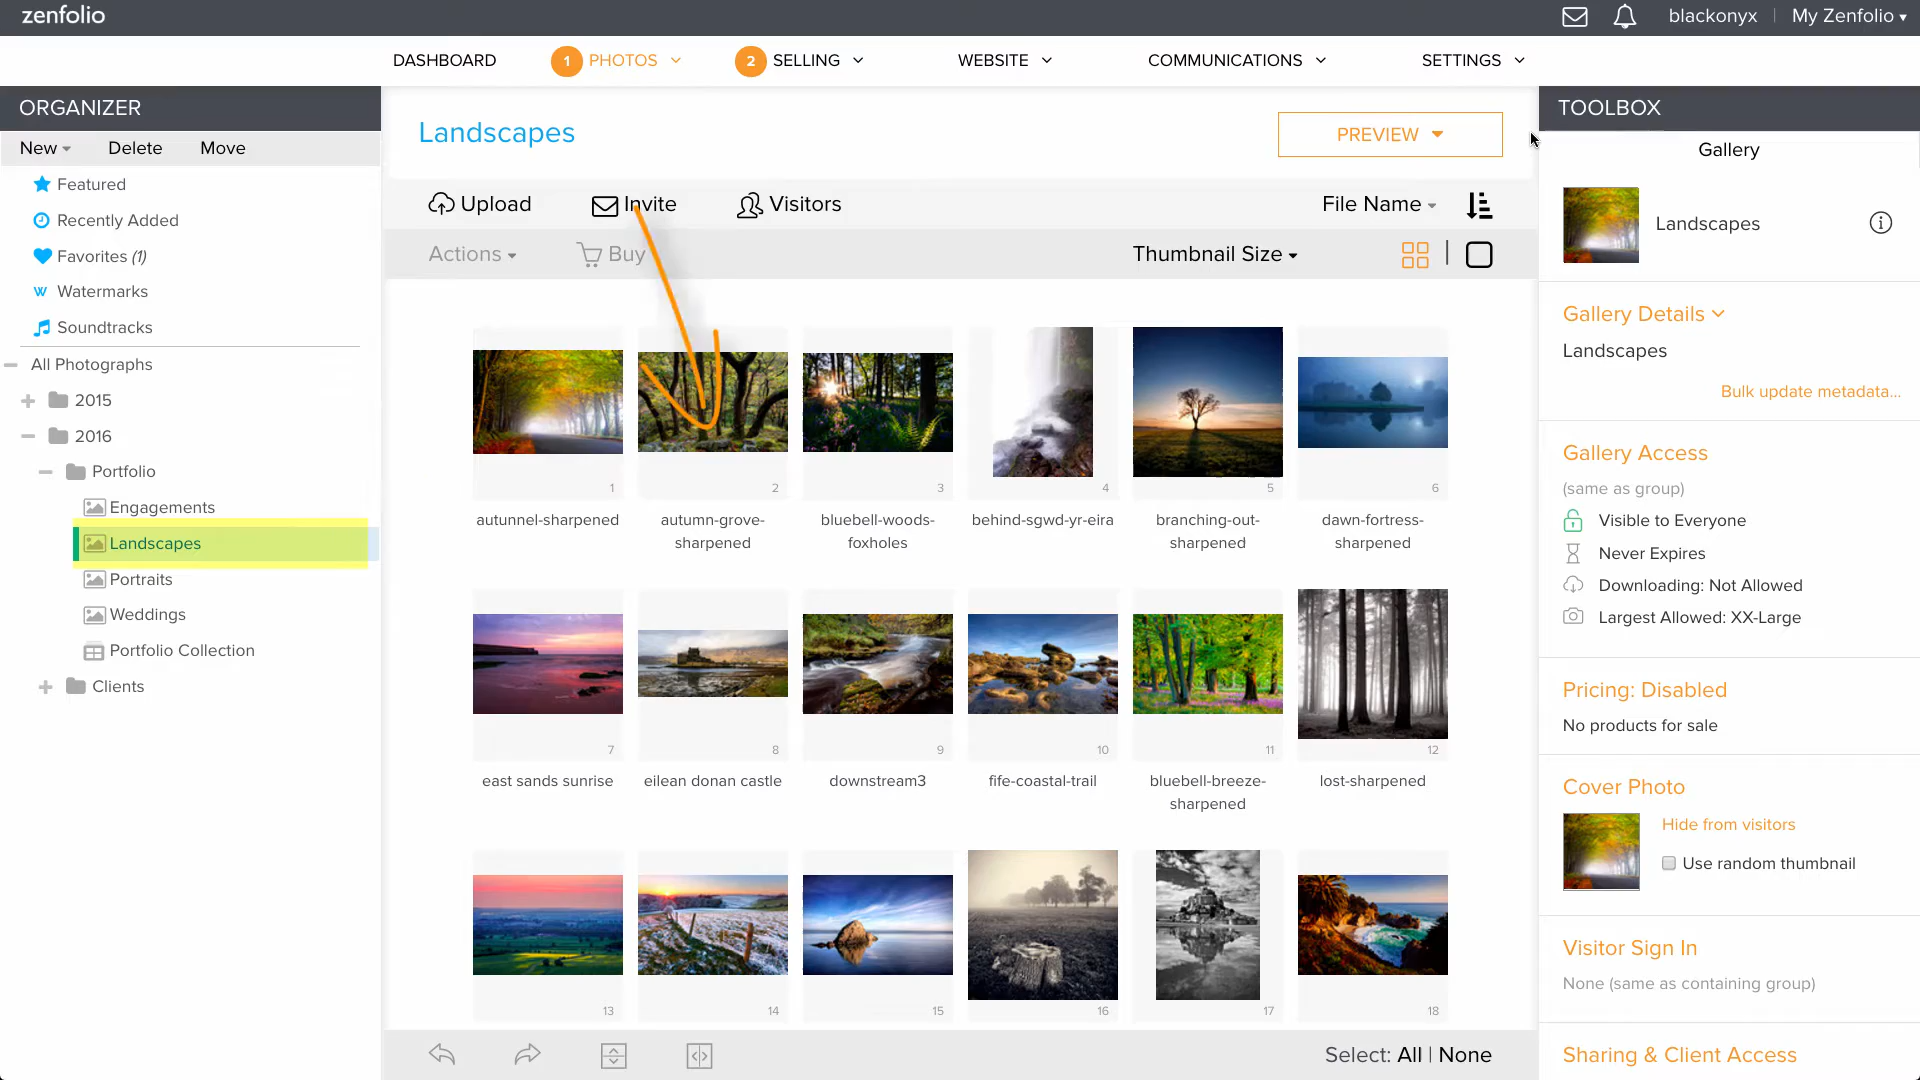 zenfolio
blackonyx | My Zenfolio ▾
DASHBOARD 1 PHOTOS 2 SELLING WEBSITE COMMUNICATIONS SETTINGS
ORGANIZER
New Delete Move
Featured
Recently Added
Favorites (1)
W Watermarks
Soundtracks
All Photographs
2015
2016
Portfolio
Engagements
Landscapes
Portraits
Weddings
Portfolio Collection
Clients
Landscapes
PREVIEW
Upload Invite Visitors File Name
Actions Buy Thumbnail Size
1 2 3 4 5 6
autunnel-sharpened
autumn-grove-
sharpened
bluebell-woods-
foxholes
behind-sgwd-yr-eira
branching-out-
sharpened
dawn-fortress-
sharpened
7 8 9 10 11 12
east sands sunrise
eilean donan castle
downstream3
fife-coastal-trail
bluebell-breeze-
sharpened
lost-sharpened
13 14 15 16 17 18
Select: All | None
TOOLBOX
Gallery
Landscapes
Gallery Details
Landscapes
Bulk update metadata...
Gallery Access
(same as group)
Visible to Everyone
Never Expires
Downloading: Not Allowed
Largest Allowed: XX-Large
Pricing: Disabled
No products for sale
Cover Photo
Hide from visitors
Use random thumbnail
Visitor Sign In
None (same as containing group)
Sharing & Client Access